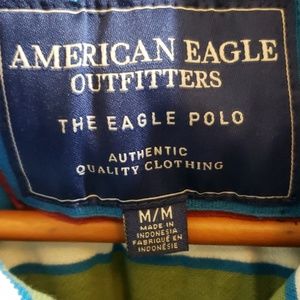 AMERICAN EAGLE
OUTFITTERS
THE EAGLE POLO
AUTHENTIC
QUALITY CLOTHING
M/M
MADE IN
INDONESIA
FABRIQUÉ EN
INDONÉSIE